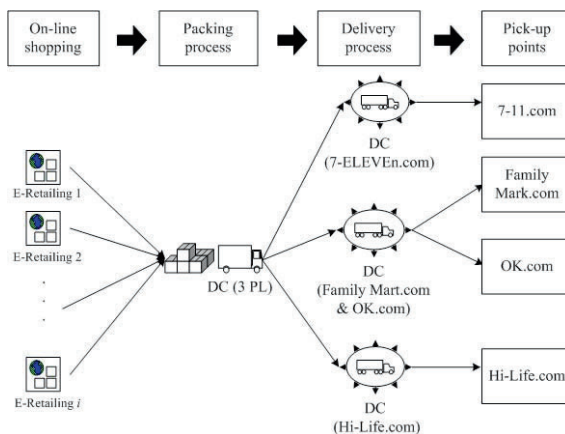 On-line
shopping
Packing
process
Delivery
process
Pick-up
points
E-Retailing 1
E-Retailing 2
.
.
.
E-Retailing i
DC (3 PL)
DC
(7-ELEVEn.com)
DC
(Family Mart.com
& OK.com)
DC
(Hi-Life.com)
7-11.com
Family
Mark.com
OK.com
Hi-Life.com